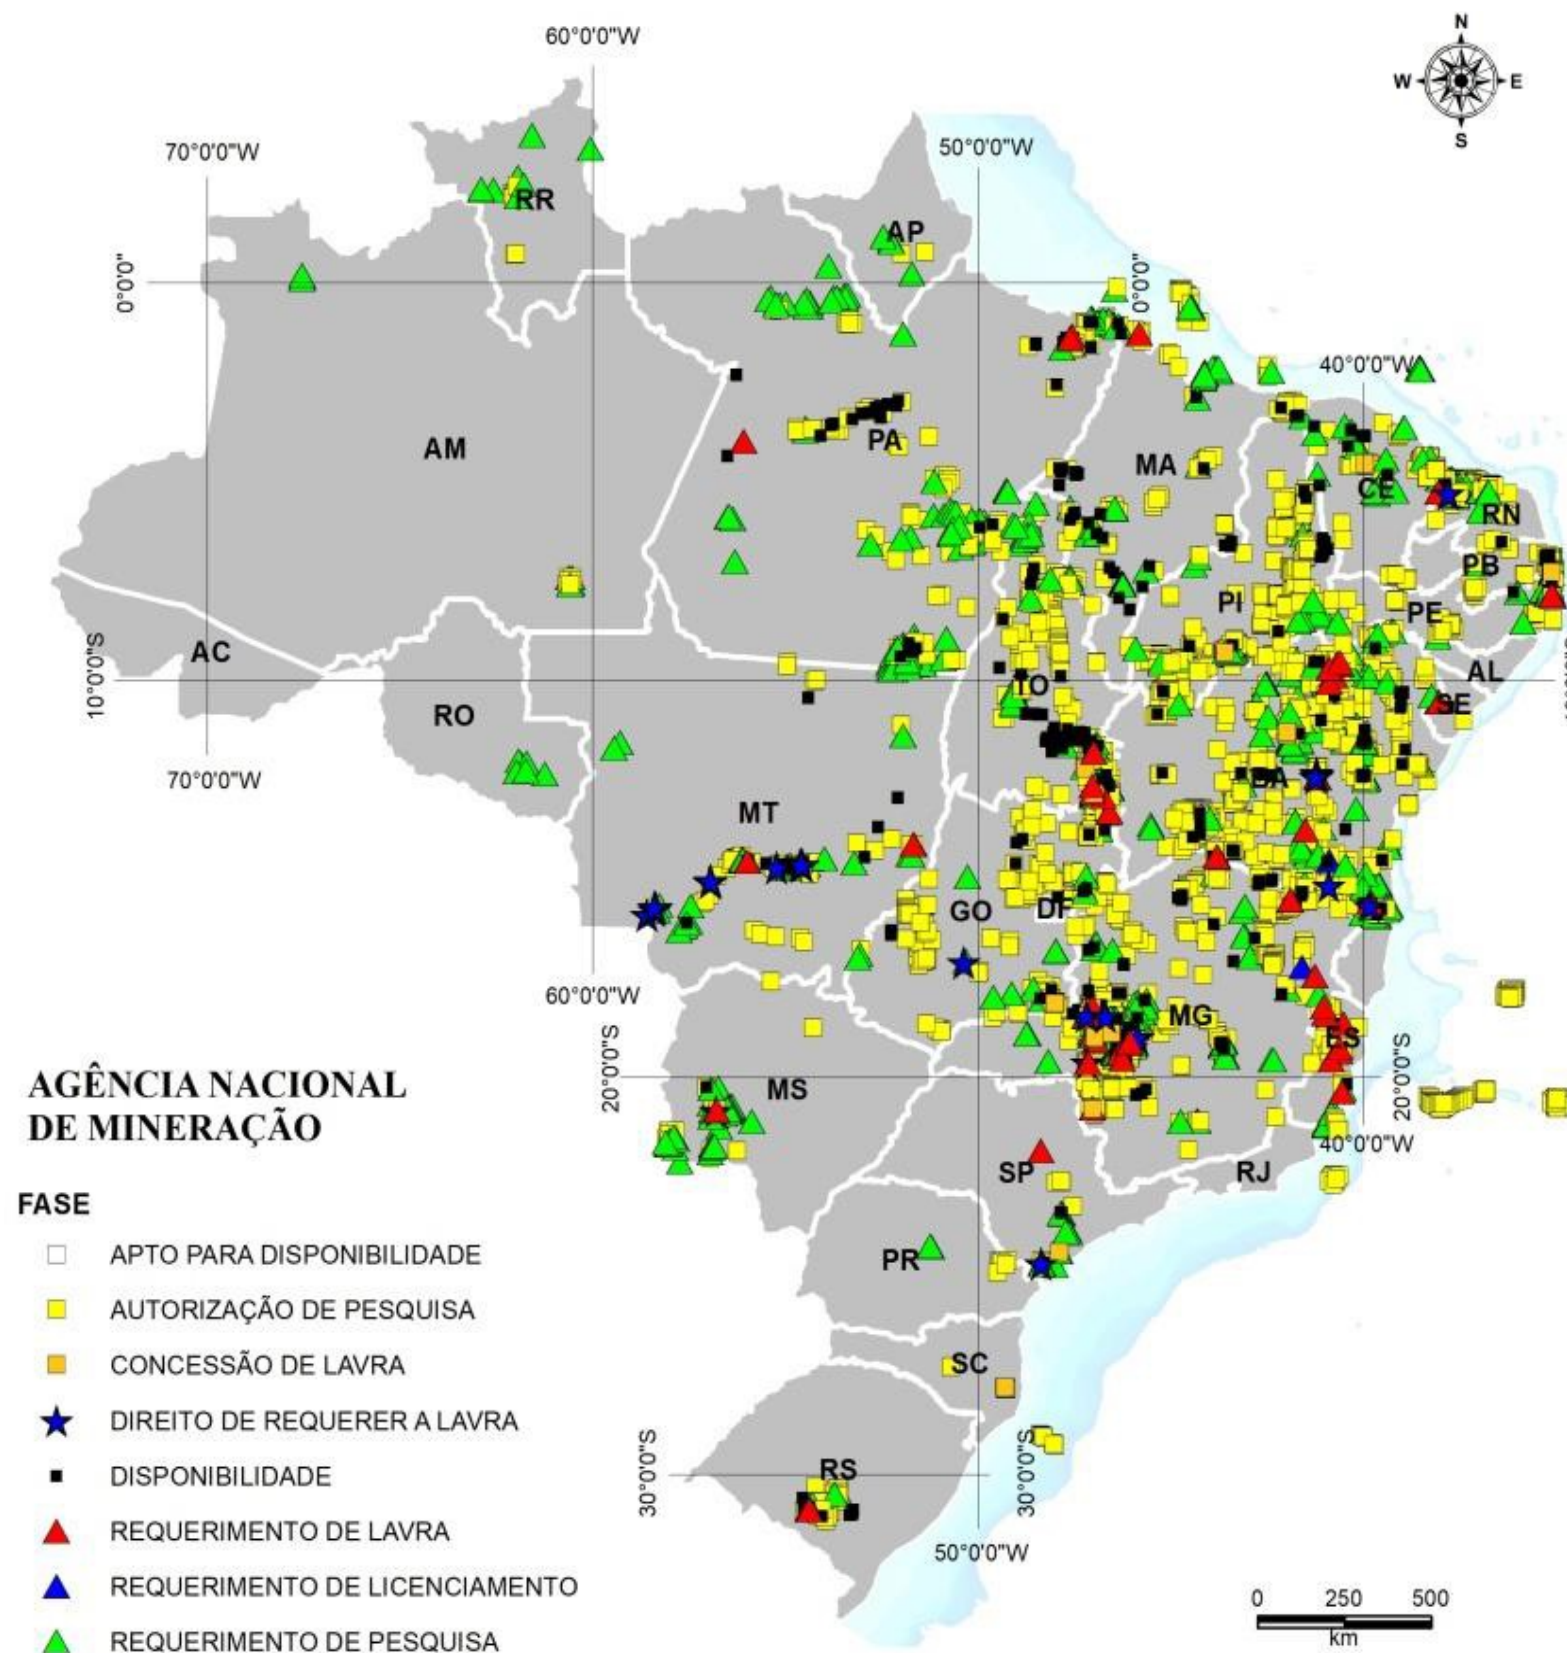 60°0'0"W
N
W
E
S
70°0'0"W
50°0'0"W
RR
AP
0°0'0"
0°0'0"
40°0'0"W
AM
PA
MA
CE
RN
PB
PI
PE
AC
10°0'0"S
TO
AL
SE
RO
70°0'0"W
BA
MT
GO
DF
60°0'0"W
MG
ES
20°0'0"S
MS
20°0'0"S
40°0'0"W
AGÊNCIA NACIONAL
DE MINERAÇÃO
SP
RJ
FASE
PR
APTO PARA DISPONIBILIDADE
AUTORIZAÇÃO DE PESQUISA
CONCESSÃO DE LAVRA
SC
DIREITO DE REQUERER A LAVRA
30°0'0"S
30°0'0"S
RS
DISPONIBILIDADE
REQUERIMENTO DE LAVRA
50°0'0"W
REQUERIMENTO DE LICENCIAMENTO
0 250 500
km
REQUERIMENTO DE PESQUISA